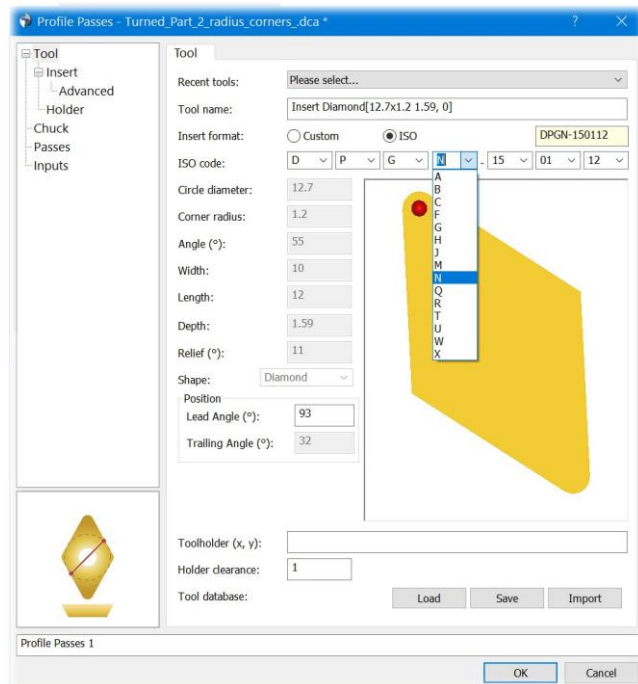 Profile Passes - Turned_Part_2_radius_corners_.dca * ? ×
Tool
Insert
Advanced
Holder
Chuck
Passes
Inputs
Tool
Recent tools: Please select...
Tool name: Insert Diamond[12.7x1.2 1.59, 0]
Insert format: Custom ISO DPGN-150112
ISO code: D P G N - 15 01 12
A
B
C
F
G
H
J
M
N
Q
R
T
U
W
X
Circle diameter: 12.7
Corner radius: 1.2
Angle (°): 55
Width: 10
Length: 12
Depth: 1.59
Relief (°): 11
Shape: Diamond
Position
Lead Angle (°): 93
Trailing Angle (°): 32
Toolholder (x, y):
Holder clearance: 1
Tool database: Load Save Import
Profile Passes 1
OK Cancel